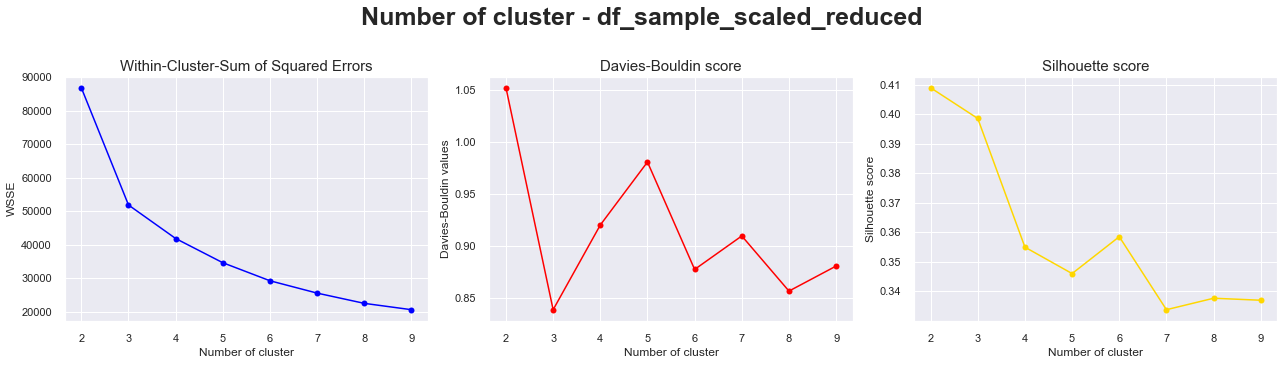 Number of cluster - df_sample_scaled_reduced
Within-Cluster-Sum of Squared Errors
WSSE
90000
80000
70000
60000
50000
40000
30000
20000
2 3 4 5 6 7 8 9
Number of cluster
Davies-Bouldin score
Davies-Bouldin values
1.05
1.00
0.95
0.90
0.85
2 3 4 5 6 7 8 9
Number of cluster
Silhouette score
Silhouette score
0.41
0.40
0.39
0.38
0.37
0.36
0.35
0.34
2 3 4 5 6 7 8 9
Number of cluster